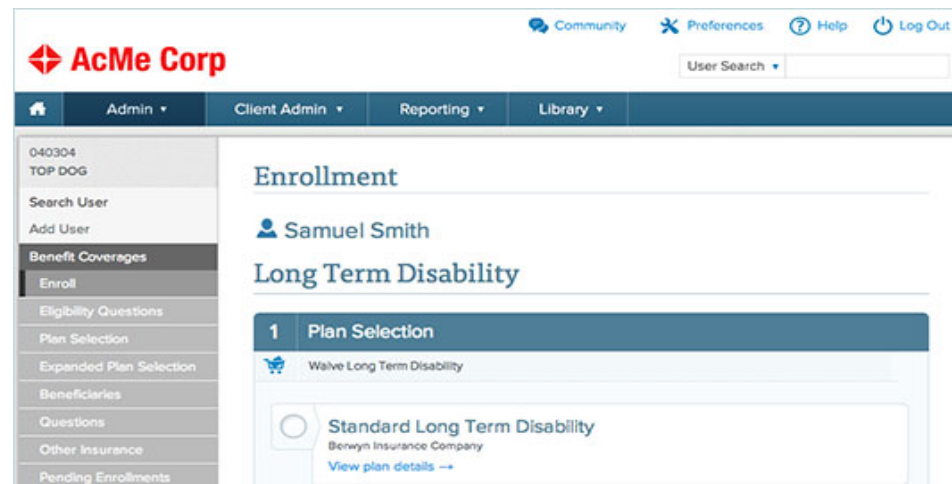 Community Preferences Help Log Out
AcMe Corp
User Search
Admin Client Admin Reporting Library
040304
TOP DOG
Search User
Add User
Benefit Coverages
Enroll
Eligibility Questions
Plan Selection
Expanded Plan Selection
Beneficiaries
Questions
Other Insurance
Pending Enrollments
Enrollment
Samuel Smith
Long Term Disability
1 Plan Selection
Waive Long Term Disability
Standard Long Term Disability
Berwyn Insurance Company
View plan details →